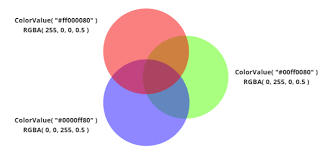 ColorValue( "#ff000080" )
RGBA( 255, 0, 0, 0.5 )
ColorValue( "#00ff0080" )
RGBA( 0, 255, 0, 0.5 )
ColorValue( "#0000ff80" )
RGBA( 0, 0, 255, 0.5 )